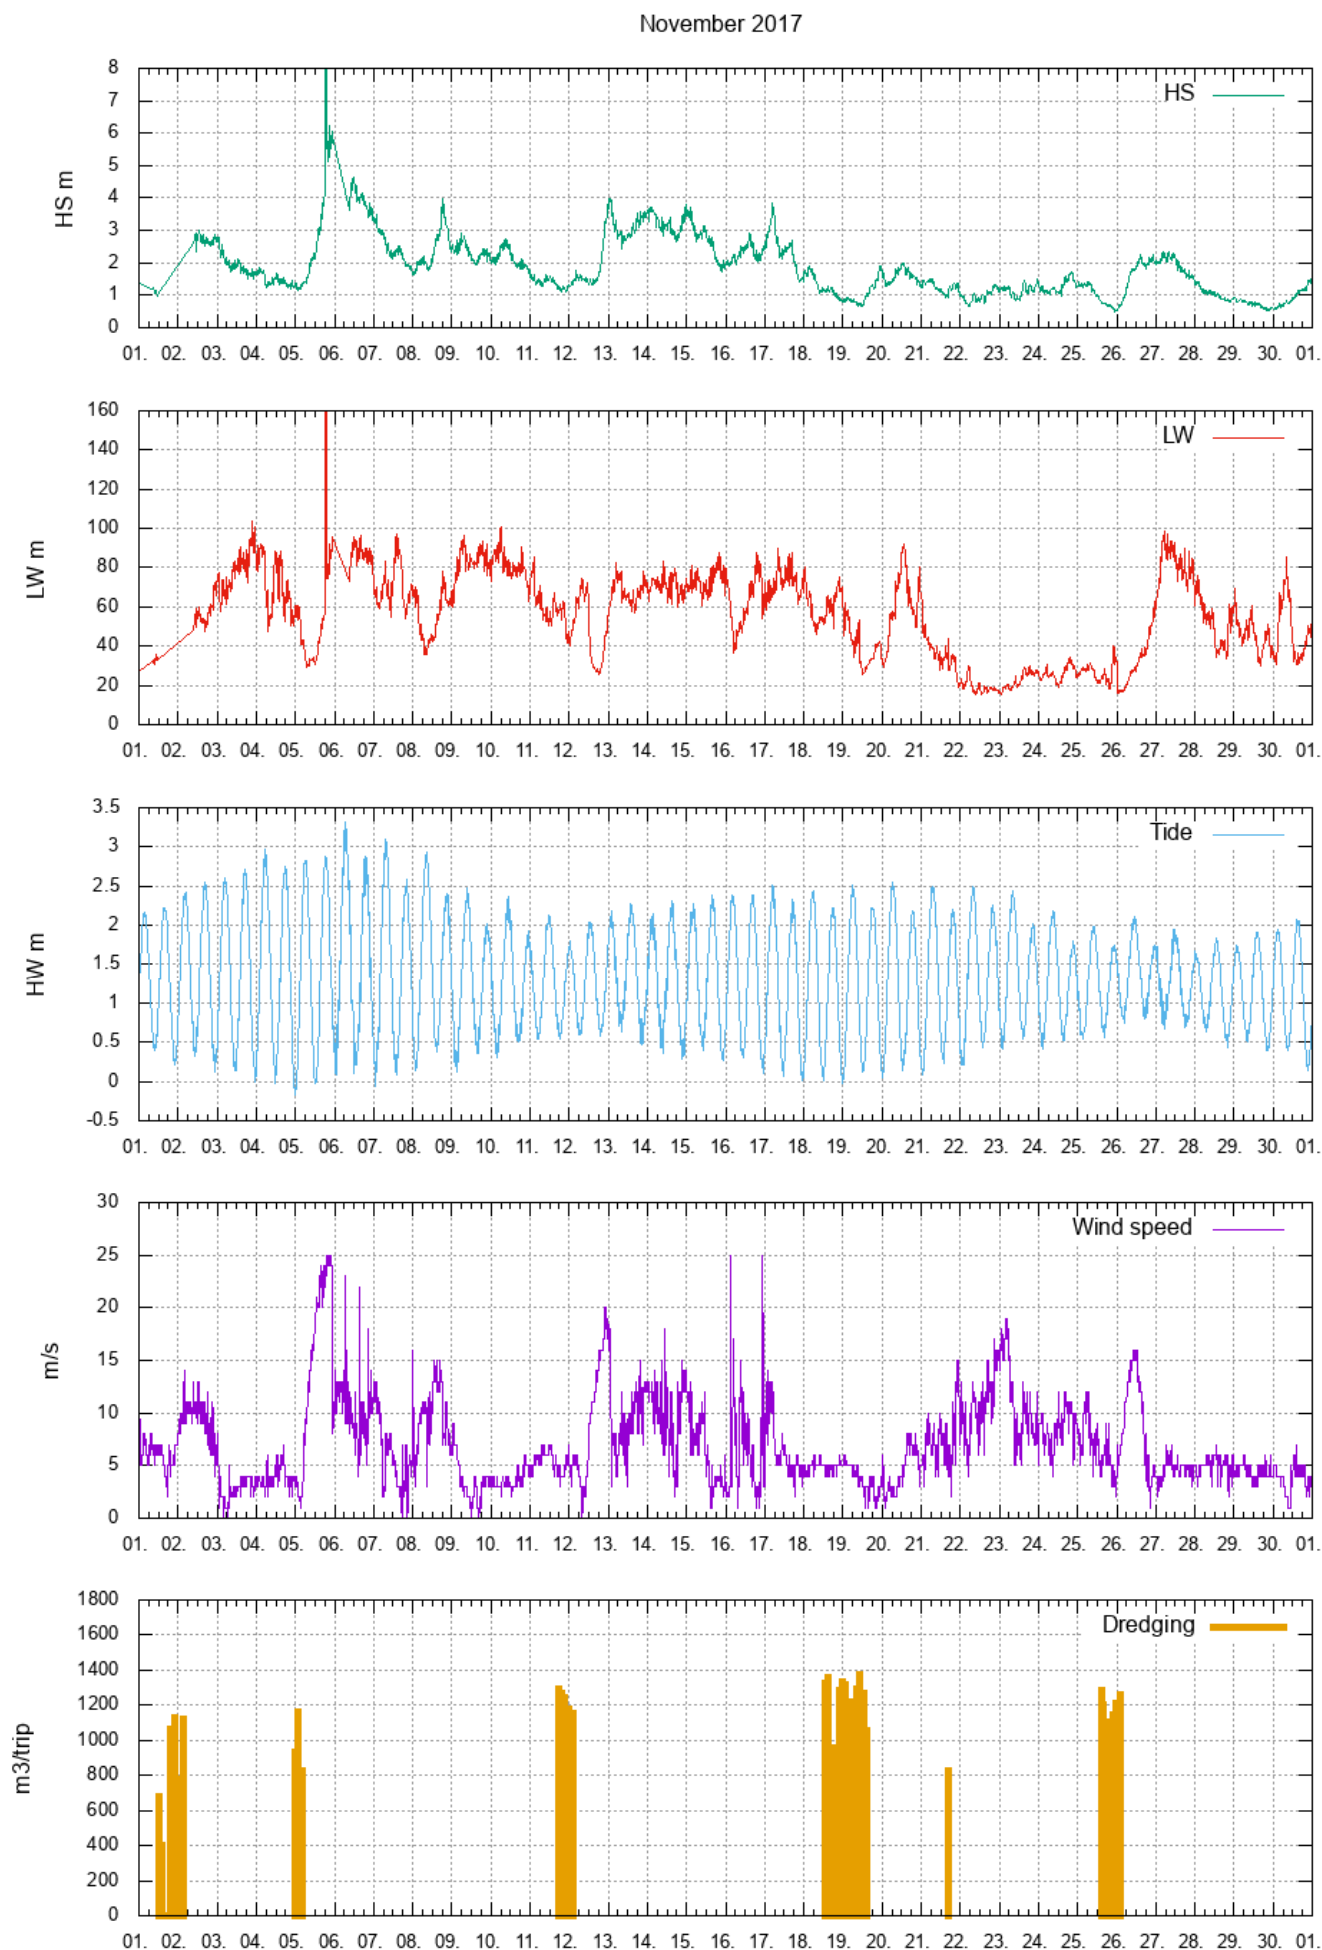 November 2017
8
7
6
5
4
3
2
1
0
HS m
HS
01. 02. 03. 04. 05. 06. 07. 08. 09. 10. 11. 12. 13. 14. 15. 16. 17. 18. 19. 20. 21. 22. 23. 24. 25. 26. 27. 28. 29. 30. 01.
160
140
120
100
80
60
40
20
0
LW m
LW
01. 02. 03. 04. 05. 06. 07. 08. 09. 10. 11. 12. 13. 14. 15. 16. 17. 18. 19. 20. 21. 22. 23. 24. 25. 26. 27. 28. 29. 30. 01.
3.5
3
2.5
2
1.5
1
0.5
0
-0.5
HW m
Tide
01. 02. 03. 04. 05. 06. 07. 08. 09. 10. 11. 12. 13. 14. 15. 16. 17. 18. 19. 20. 21. 22. 23. 24. 25. 26. 27. 28. 29. 30. 01.
30
25
20
15
10
5
0
m/s
Wind speed
01. 02. 03. 04. 05. 06. 07. 08. 09. 10. 11. 12. 13. 14. 15. 16. 17. 18. 19. 20. 21. 22. 23. 24. 25. 26. 27. 28. 29. 30. 01.
1800
1600
1400
1200
1000
800
600
400
200
0
m3/trip
Dredging
01. 02. 03. 04. 05. 06. 07. 08. 09. 10. 11. 12. 13. 14. 15. 16. 17. 18. 19. 20. 21. 22. 23. 24. 25. 26. 27. 28. 29. 30. 01.